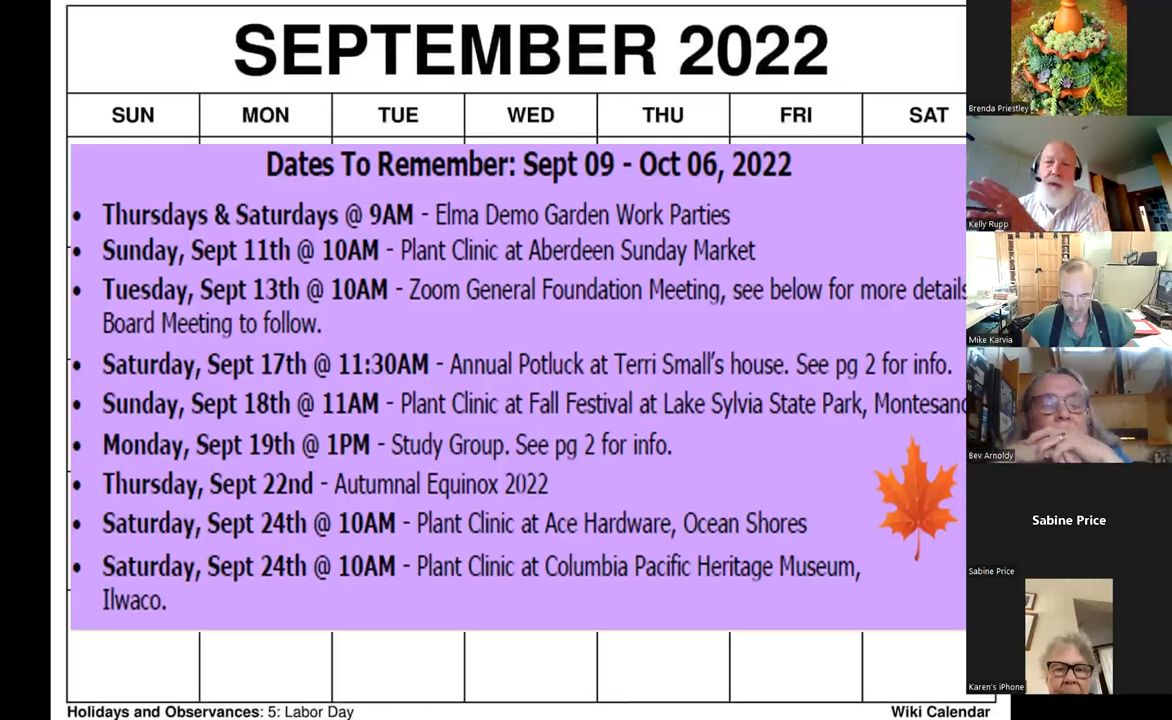 SEPTEMBER 2022
SUN MON TUE WED THU FRI SAT
Dates To Remember: Sept 09 - Oct 06, 2022
• Thursdays & Saturdays @ 9AM - Elma Demo Garden Work Parties
• Sunday, Sept 11th @ 10AM - Plant Clinic at Aberdeen Sunday Market
• Tuesday, Sept 13th @ 10AM - Zoom General Foundation Meeting, see below for more details
Board Meeting to follow.
• Saturday, Sept 17th @ 11:30AM - Annual Potluck at Terri Small's house. See pg 2 for info.
• Sunday, Sept 18th @ 11AM - Plant Clinic at Fall Festival at Lake Sylvia State Park, Montesano
• Monday, Sept 19th @ 1PM - Study Group. See pg 2 for info.
• Thursday, Sept 22nd - Autumnal Equinox 2022
• Saturday, Sept 24th @ 10AM - Plant Clinic at Ace Hardware, Ocean Shores
• Saturday, Sept 24th @ 10AM - Plant Clinic at Columbia Pacific Heritage Museum,
Ilwaco.
Holidays and Observances: 5: Labor Day
Wiki Calendar
Brenda Priestley
Kelly Rupp
Mike Karvia
Bev Arnoldy
Sabine Price
Sabine Price
Karen's iPhone